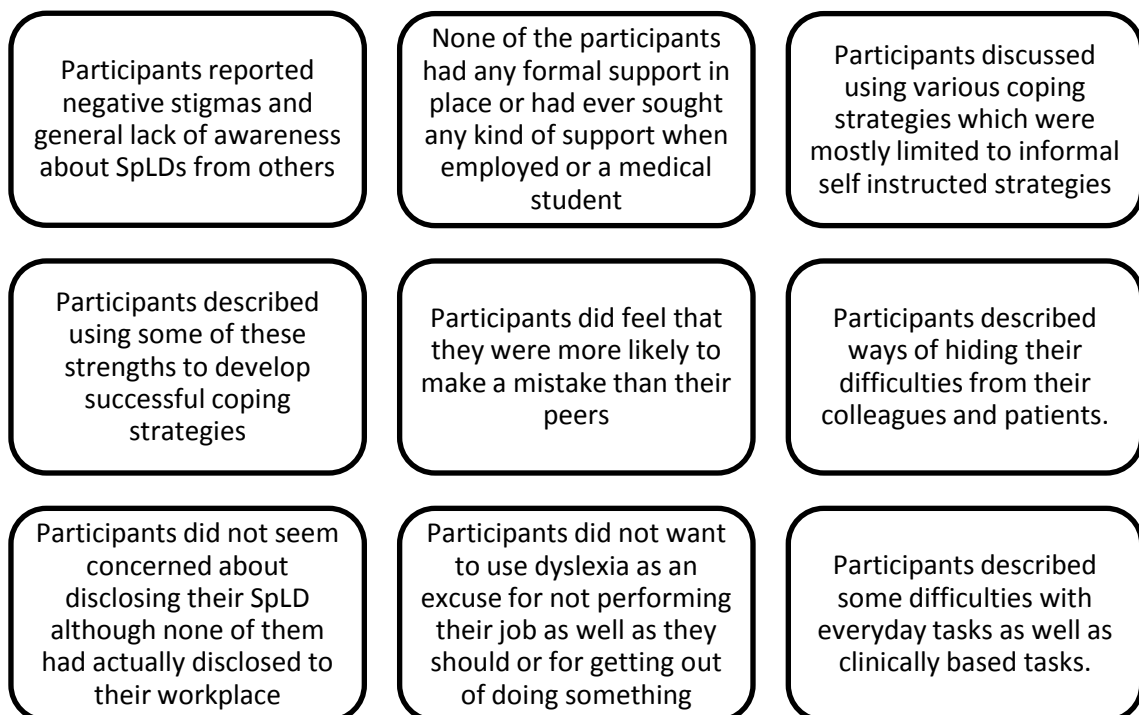 Participants reported
negative stigmas and
general lack of awareness
about SpLDs from others
None of the participants
had any formal support in
place or had ever sought
any kind of support when
employed or a medical
student
Participants discussed
using various coping
strategies which were
mostly limited to informal
self instructed strategies
Participants described
using some of these
strengths to develop
successful coping
strategies
Participants did feel that
they were more likely to
make a mistake than their
peers
Participants described
ways of hiding their
difficulties from their
colleagues and patients.
Participants did not seem
concerned about
disclosing their SpLD
although none of them
had actually disclosed to
their workplace
Participants did not want
to use dyslexia as an
excuse for not performing
their job as well as they
should or for getting out
of doing something
Participants described
some difficulties with
everyday tasks as well as
clinically based tasks.